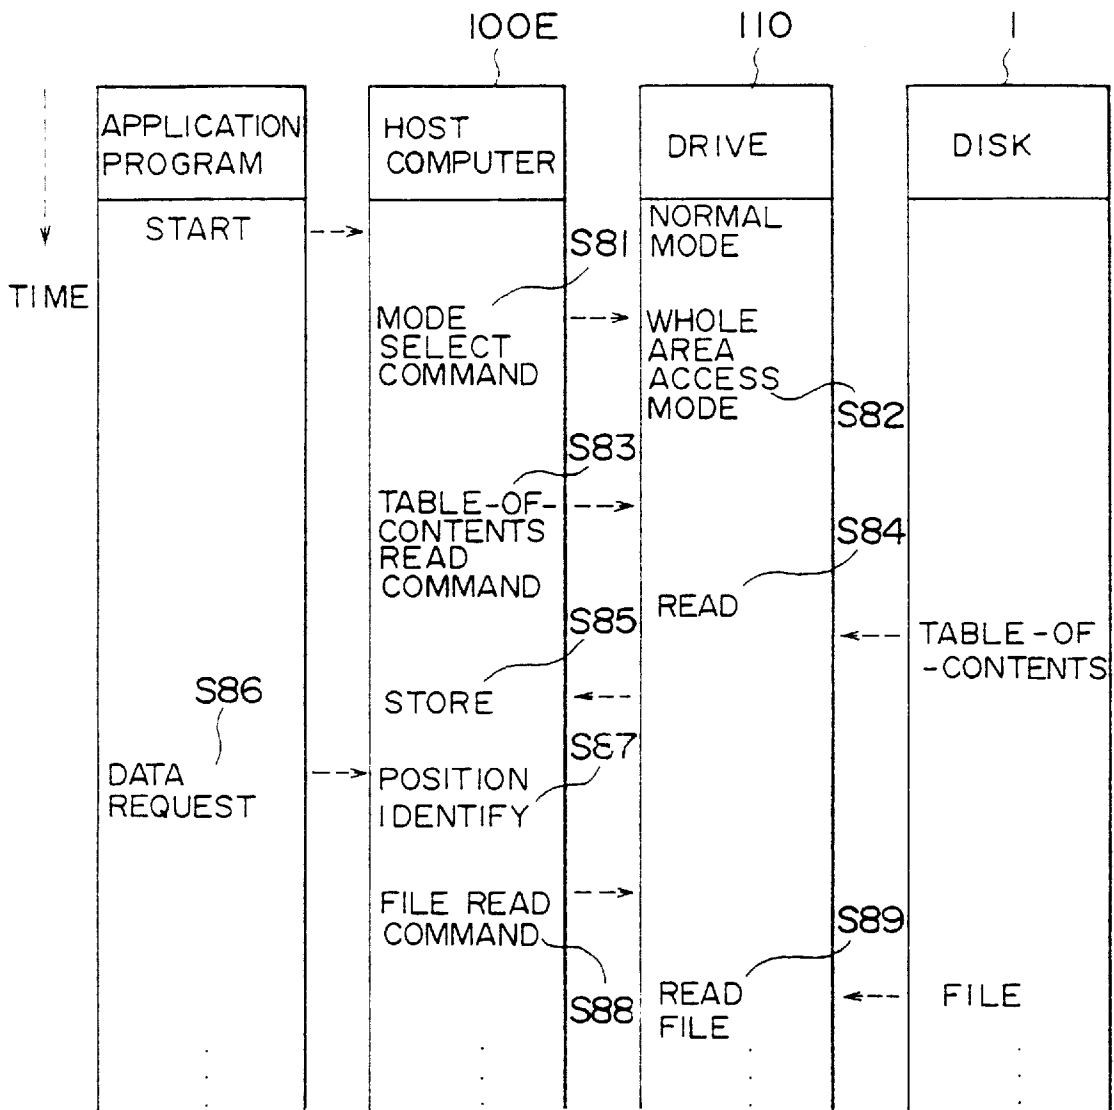 100E
110
1
APPLICATION
PROGRAM
HOST
COMPUTER
DRIVE
DISK
START
NORMAL
MODE
S81
TIME
MODE
SELECT
COMMAND
WHOLE
AREA
ACCESS
MODE
S82
S83
TABLE-OF-
CONTENTS
READ
COMMAND
S84
READ
S85
TABLE-OF
-CONTENTS
S86
STORE
S87
DATA
REQUEST
POSITION
IDENTIFY
FILE READ
COMMAND
S89
S88
READ
FILE
FILE